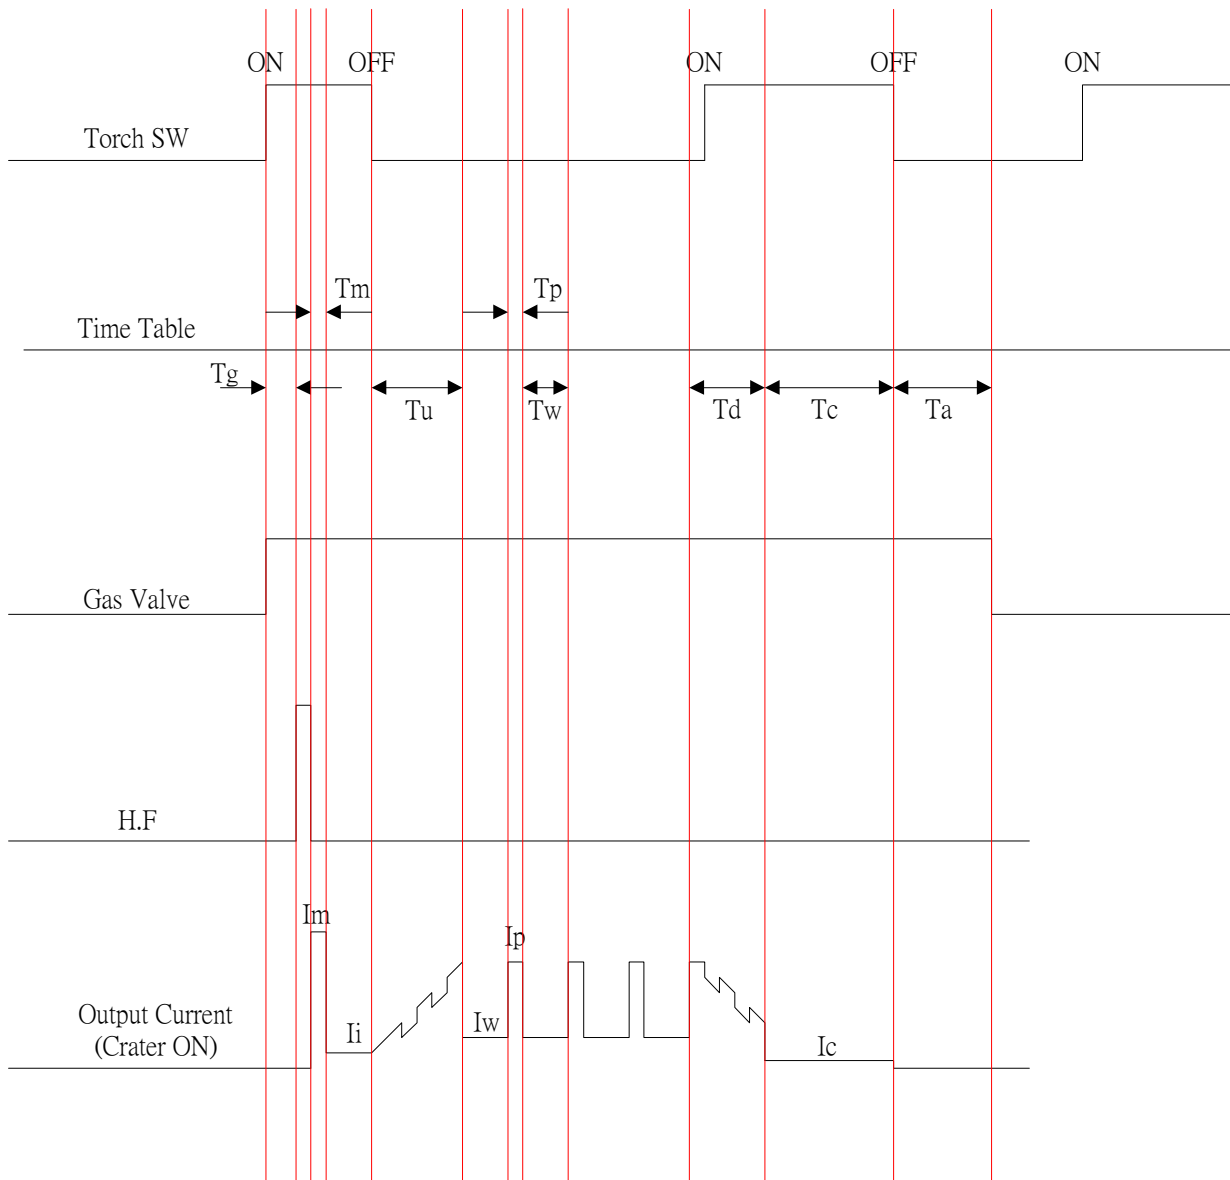 ON OFF ON OFF ON
Torch SW
Tm Tp
Time Table
Tg
Tu Tw Td Tc Ta
Gas Valve
H.F
Im
Ip
Output Current
(Crater ON)
Ii Iw Ic